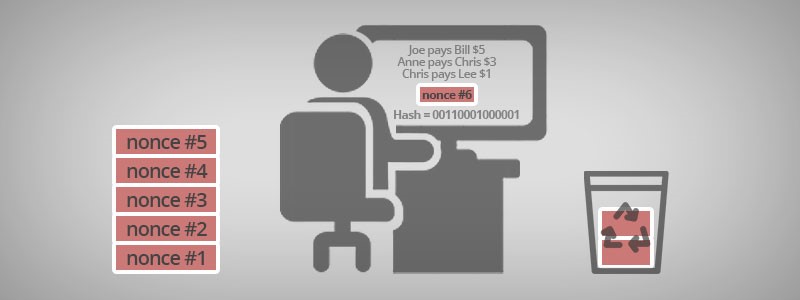 Joe pays Bill $5
Anne pays Chris $3
Chris pays Lee $1
nonce #6
Hash = 00110001000001
nonce #5
nonce #4
nonce #3
nonce #2
nonce #1